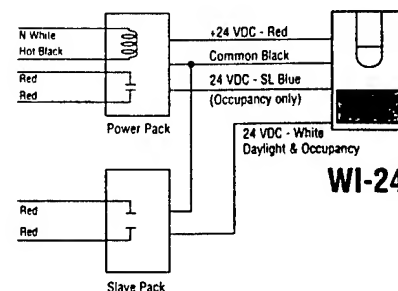 N White
Hot Black
Red
Red
Power Pack
+24 VDC - Red
Common Black
24 VDC - SL Blue
(Occupancy only)
24 VDC - White
Daylight & Occupancy
WI-24
Red
Red
Slave Pack